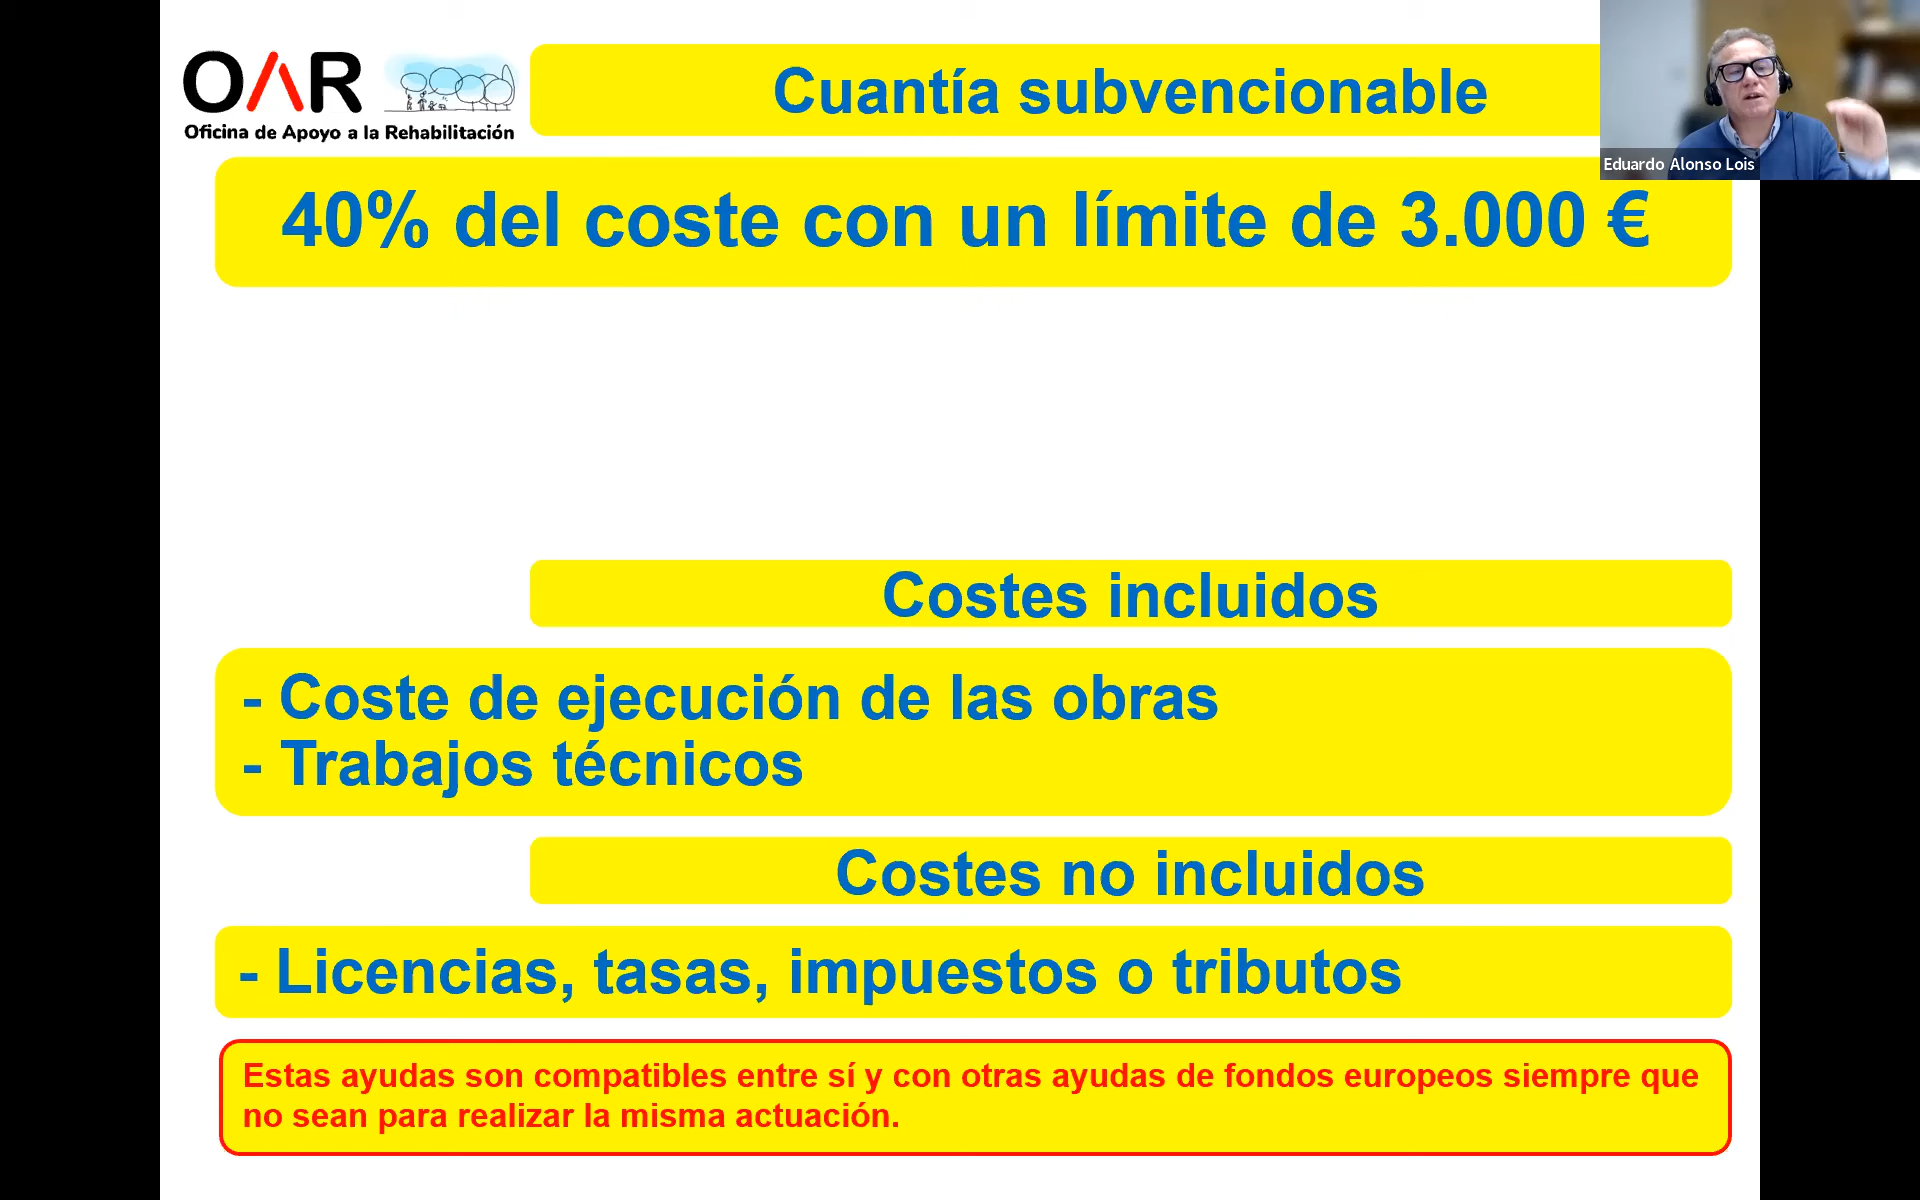 OAR
Oficina de Apoyo a la Rehabilitación
Cuantía subvencionable
Eduardo Alonso Lois
40% del coste con un límite de 3.000 €
Costes incluidos
- Coste de ejecución de las obras
- Trabajos técnicos
Costes no incluidos
- Licencias, tasas, impuestos o tributos
Estas ayudas son compatibles entre sí y con otras ayudas de fondos europeos siempre que
no sean para realizar la misma actuación.